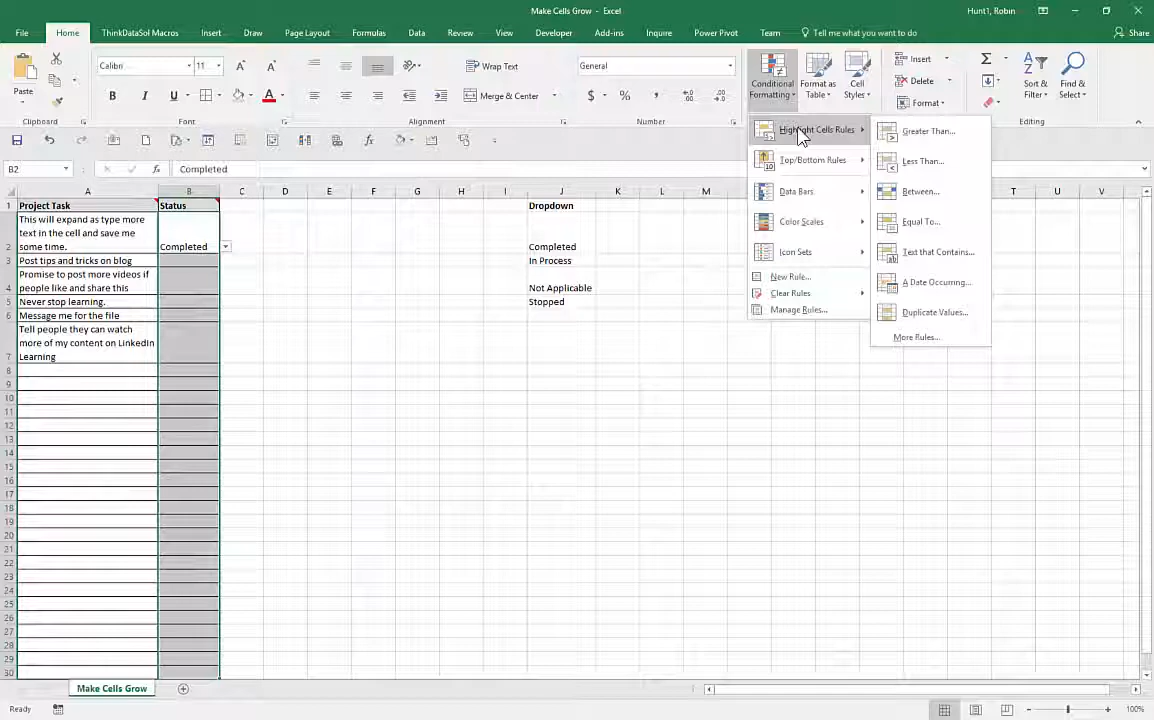 Make Cells Grow - Excel
Hunt1, Robin
File Home ThinkDataSol Macros Insert Draw Page Layout Formulas Data Review View Developer Add-ins Inquire Power Pivot Team Tell me what you want to do Share
Paste
Calibri 11
B I U A
Wrap Text
Merge & Center
General
$ % ,
Conditional Formatting
Format as Table
Cell Styles
Insert
Delete
Format
Sort & Filter
Find & Select
Clipboard Font Alignment Number Editing
B2 fx Completed
A B C D E F G H I J K L M T U V
1 Project Task Status Dropdown
This will expand as type more
text in the cell and save me
2 some time. Completed Completed
3 Post tips and tricks on blog In Process
Promise to post more videos if
4 people like and share this Not Applicable
5 Never stop learning. Stopped
6 Message me for the file
Tell people they can watch
more of my content on LinkedIn
7 Learning
8
9
10
11
12
13
14
15
16
17
18
19
20
21
22
23
24
25
26
27
28
29
30
Highlight Cells Rules
Top/Bottom Rules
Data Bars
Color Scales
Icon Sets
New Rule...
Clear Rules
Manage Rules...
Greater Than...
Less Than...
Between...
Equal To...
Text that Contains...
A Date Occurring...
Duplicate Values...
More Rules...
Make Cells Grow
Ready 100%